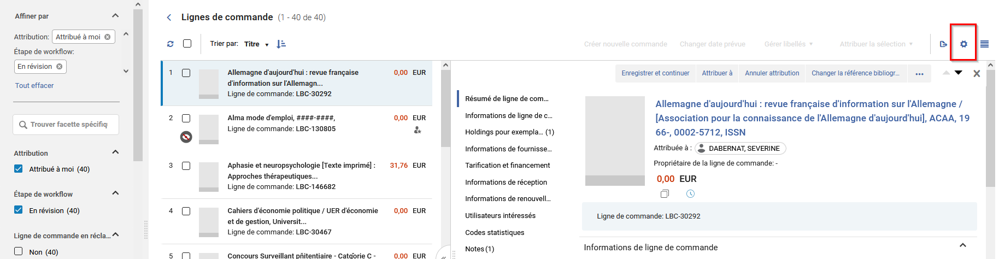 Affiner par
Attribution: Attribué à moi
Étape de workflow:
En révision
Tout effacer
Trouver facette spécifiq
Attribution
Attribué à moi (40)
Étape de workflow
En révision (40)
Ligne de commande en récla...
Non (40)
Lignes de commande (1 - 40 de 40)
Trier par: Titre
Créer nouvelle commande Changer date prévue Gérer libellés Attribuer la sélection
1 Allemagne d'aujourd'hui : revue française 0,00 EUR
d'information sur l'Allemagn...
Ligne de commande: LBC-30292
2 Alma mode d'emploi, ####-####, 0,00 EUR
Ligne de commande: LBC-130805
3 Aphasie et neuropsychologie [Texte imprimé] : 31,76 EUR
Approches thérapeutiques...
Ligne de commande: LBC-146682
4 Cahiers d'économie politique / UER d'économie 0,00 EUR
et de gestion, Universit...
Ligne de commande: LBC-30467
5 Concours Surveillant 0,00 EUR
Résumé de ligne de com...
Informations de ligne de c...
Holdings pour exempla... (1)
Informations de fournisse...
Tarification et financement
Informations de réception
Informations de renouvell...
Utilisateurs intéressés
Codes statistiques
Notes (1)
Enregistrer et continuer Attribuer à Annuler attribution Changer la référence bibliogr... ...
Allemagne d'aujourd'hui : revue française d'information sur l'Allemagne /
[Association pour la connaissance de l'Allemagne d'aujourd'hui], ACAA, 19
66-, 0002-5712, ISSN
Attribuée à : DABERNAT, SEVERINE
Propriétaire de la ligne de commande: -
0,00 EUR
Ligne de commande: LBC-30292
Informations de ligne de commande